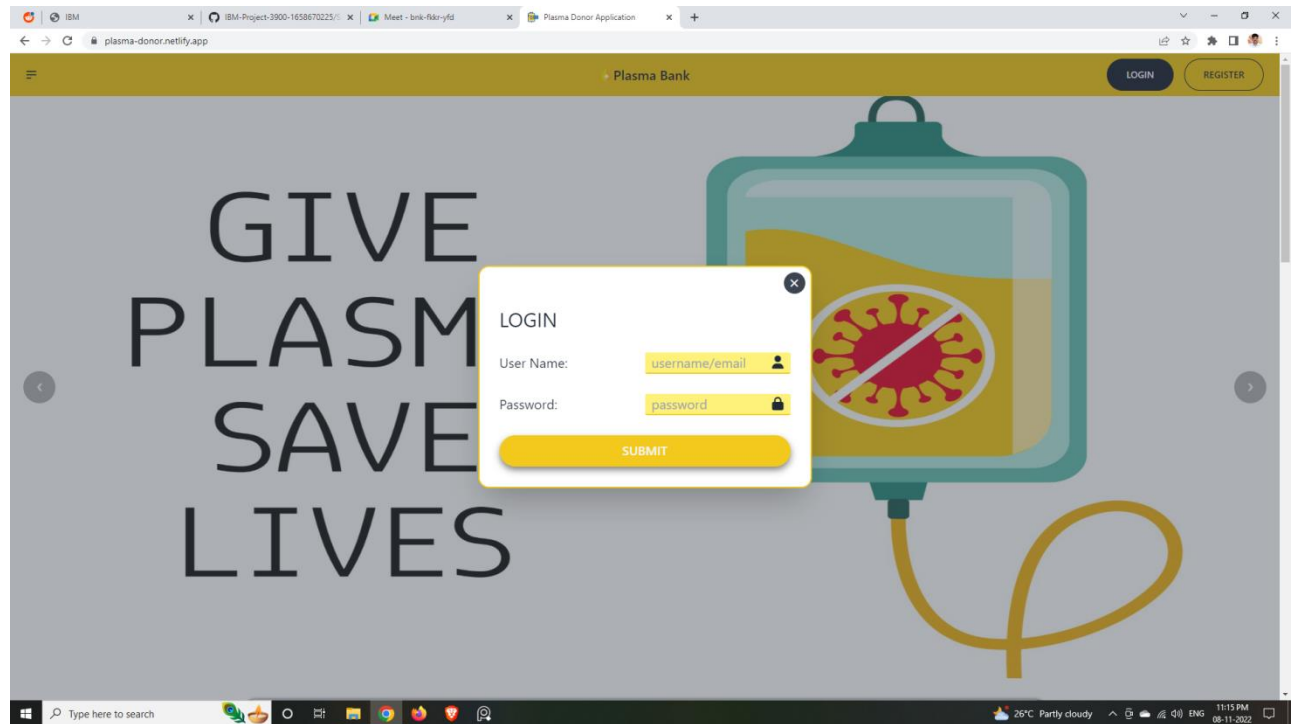 IBM
IBM-Project-3900-1658670225/S
Meet - bnk-fkkr-yfd
Plasma Donor Application
plasma-donor.netlify.app
Plasma Bank
LOGIN
REGISTER
GIVE
PLASM
SAVE
LIVES
LOGIN
User Name:
username/email
Password:
password
SUBMIT
Type here to search
26°C Partly cloudy
ENG
11:15 PM
08-11-2022